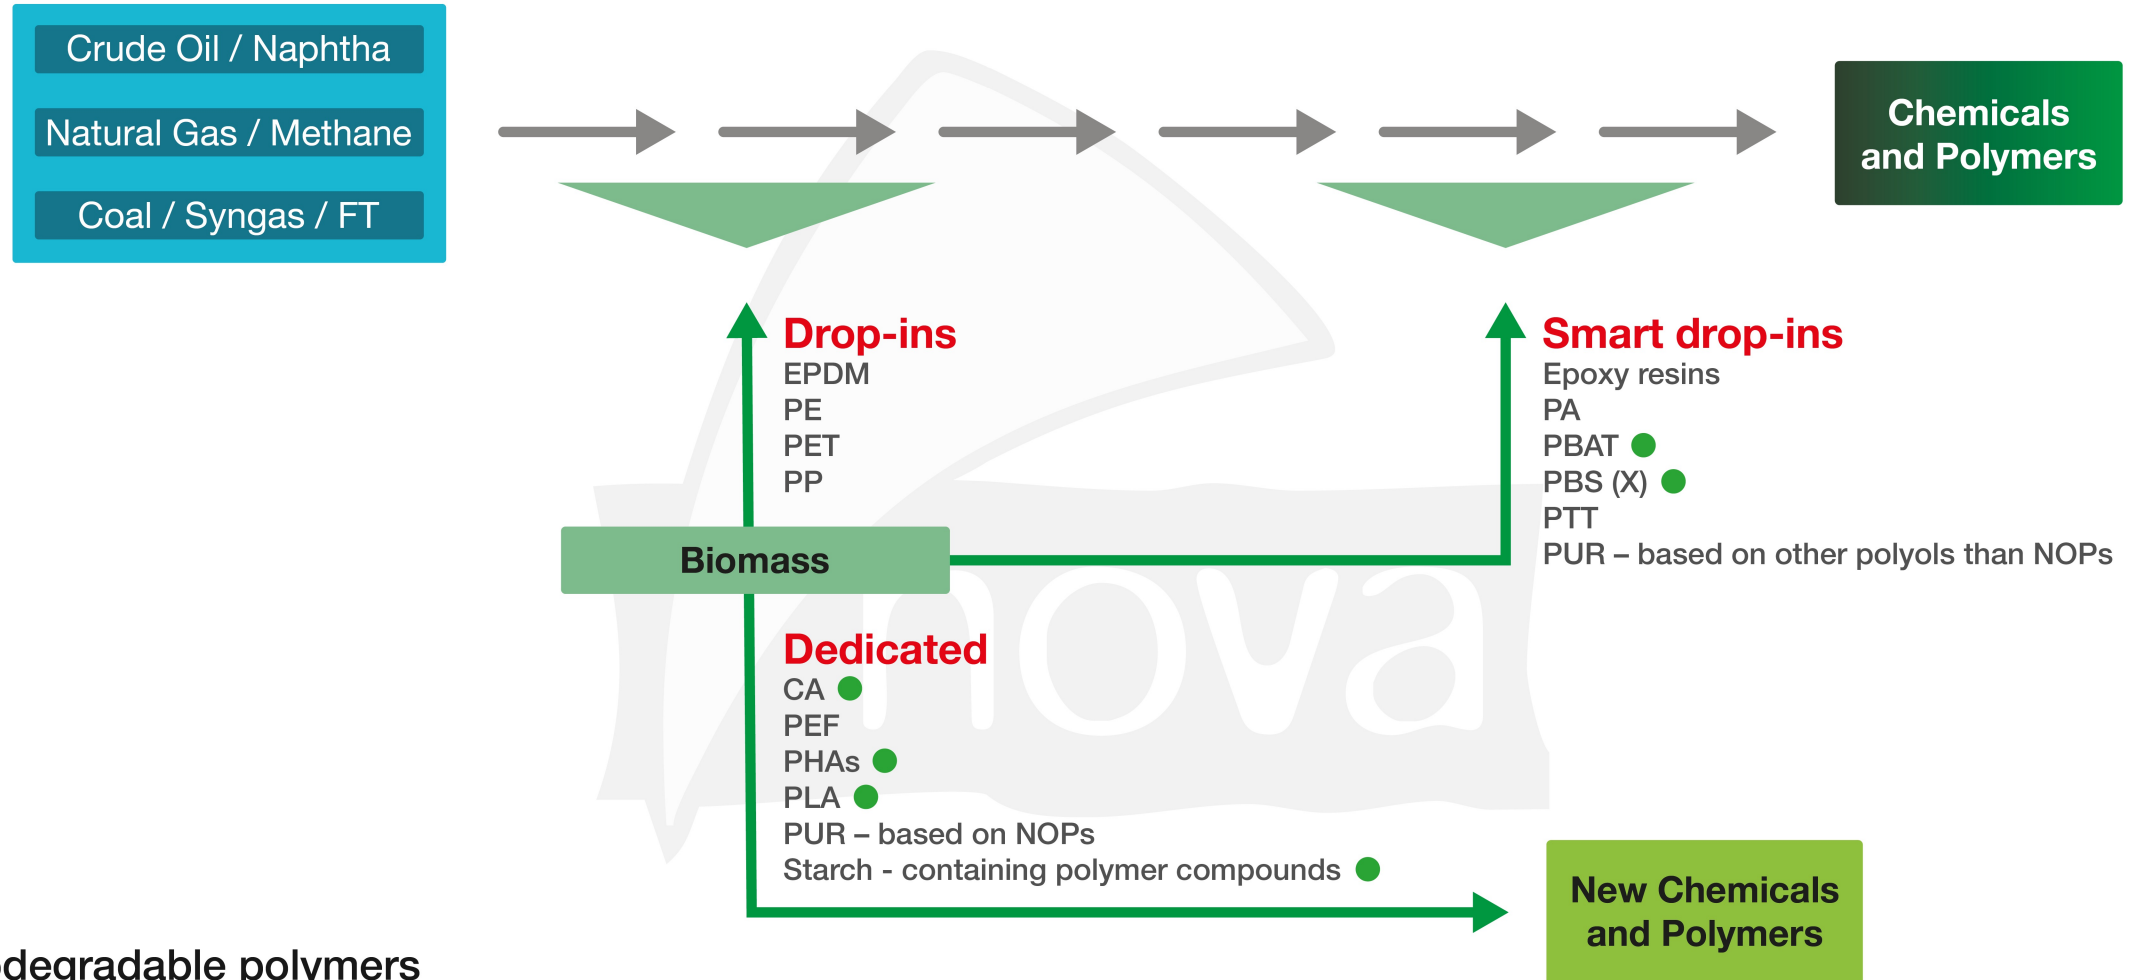 Crude Oil / Naphtha
Natural Gas / Methane
Coal / Syngas / FT
Chemicals
and Polymers
Drop-ins
EPDM
PE
PET
PP
Smart drop-ins
Epoxy resins
PA
PBAT
PBS (X)
PTT
PUR – based on other polyols than NOPs
Biomass
nova
Dedicated
CA
PEF
PHAs
PLA
PUR – based on NOPs
Starch - containing polymer compounds
New Chemicals
and Polymers
polymers